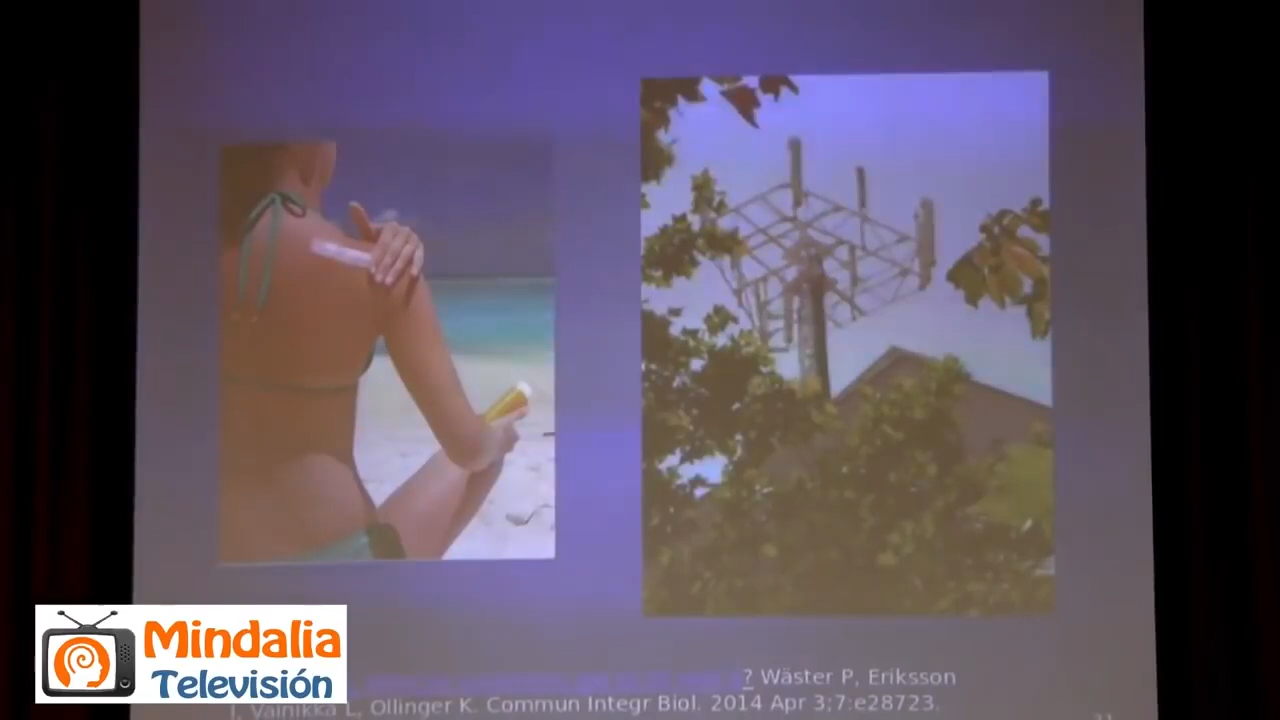 ? Wäster P, Eriksson
I, Vainikka L, Ollinger K. Commun Integr Biol. 2014 Apr 3;7:e28723.
Mindalia
Televisión